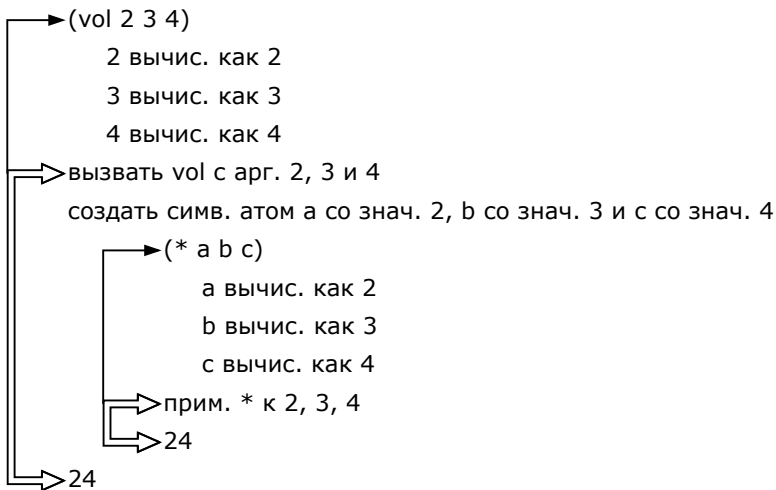 (vol 2 3 4)
2 вычис. как 2
3 вычис. как 3
4 вычис. как 4
вызвать vol с арг. 2, 3 и 4
создать симв. атом a со знач. 2, b со знач. 3 и c со знач. 4
(* a b c)
a вычис. как 2
b вычис. как 3
c вычис. как 4
прим. * к 2, 3, 4
24
24